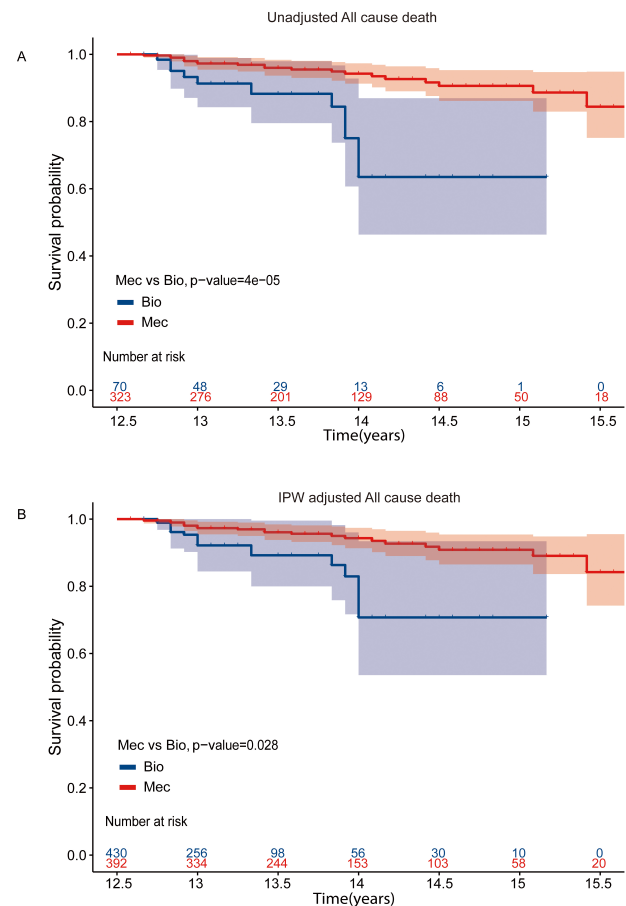 Unadjusted All cause death
A
1.0
0.8
0.6
0.4
0.2
0.0
Survival probability
Mec vs Bio, p-value=4e-05
Bio
Mec
Number at risk
70 48 29 13 6 1 0
323 276 201 129 88 50 18
12.5 13 13.5 14 14.5 15 15.5
Time(years)
IPW adjusted All cause death
B
1.0
0.8
0.6
0.4
0.2
0.0
Survival probability
Mec vs Bio, p-value=0.028
Bio
Mec
Number at risk
430 256 98 56 30 10 0
392 334 244 153 103 58 20
12.5 13 13.5 14 14.5 15 15.5
Time(years)